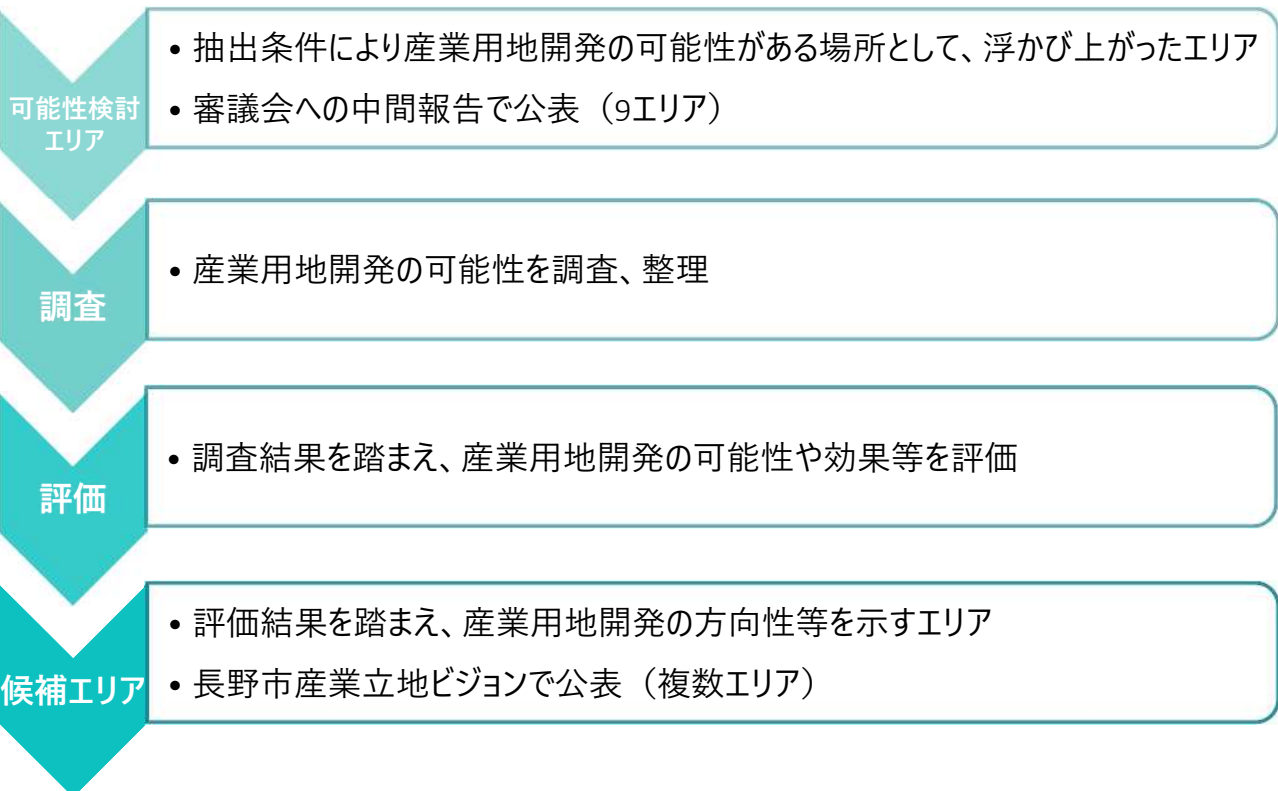 可能性検討
エリア
• 抽出条件により産業用地開発の可能性がある場所として、浮かび上がったエリア
• 審議会への中間報告で公表（9エリア）
調査
• 産業用地開発の可能性を調査、整理
評価
• 調査結果を踏まえ、産業用地開発の可能性や効果等を評価
候補エリア
• 評価結果を踏まえ、産業用地開発の方向性等を示すエリア
• 長野市産業立地ビジョンで公表（複数エリア）